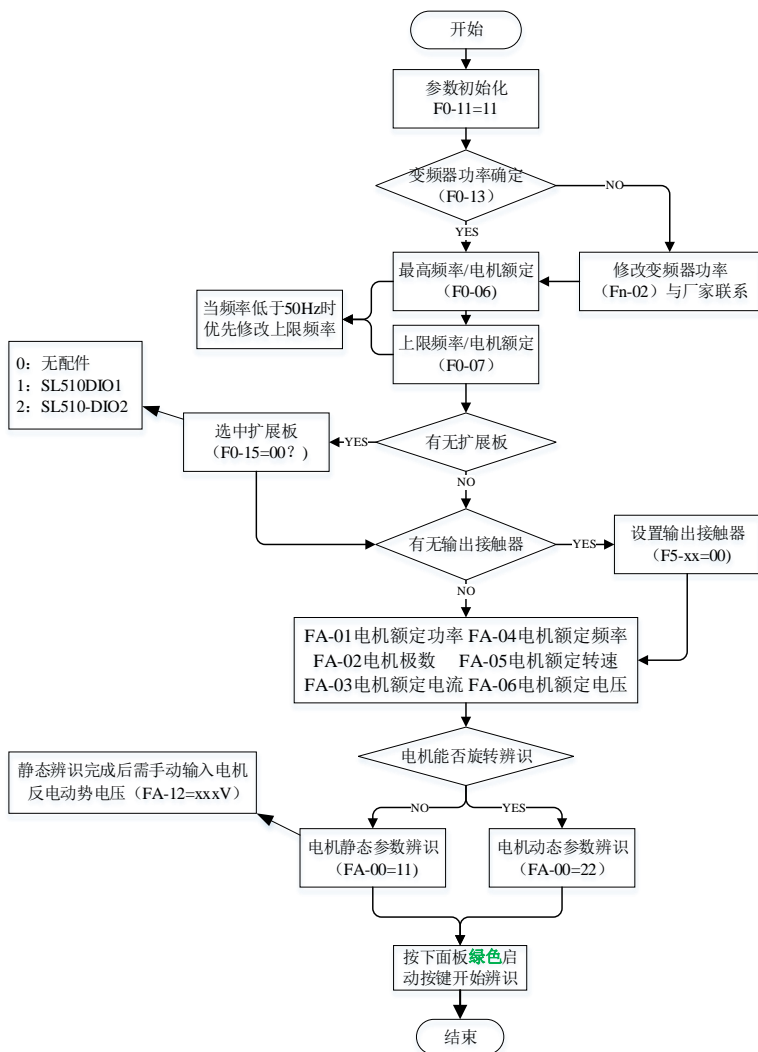 开始
参数初始化
F0-11=11
变频器功率确定
（F0-13）
NO
YES
最高频率/电机额定
（F0-06）
修改变频器功率
（Fn-02）与厂家联系
当频率低于50Hz时
优先修改上限频率
上限频率/电机额定
（F0-07）
0：无配件
1：SL510DIO1
2：SL510-DIO2
选中扩展板
（F0-15=00？）
YES
有无扩展板
NO
有无输出接触器
YES
设置输出接触器
（F5-xx=00）
NO
FA-01电机额定功率 FA-04电机额定频率
FA-02电机极数 FA-05电机额定转速
FA-03电机额定电流 FA-06电机额定电压
电机能否旋转辨识
静态辨识完成后需手动输入电机
反电动势电压（FA-12=xxxV）
NO
YES
电机静态参数辨识
（FA-00=11）
电机动态参数辨识
（FA-00=22）
按下面板绿色启
动按键开始辨识
结束